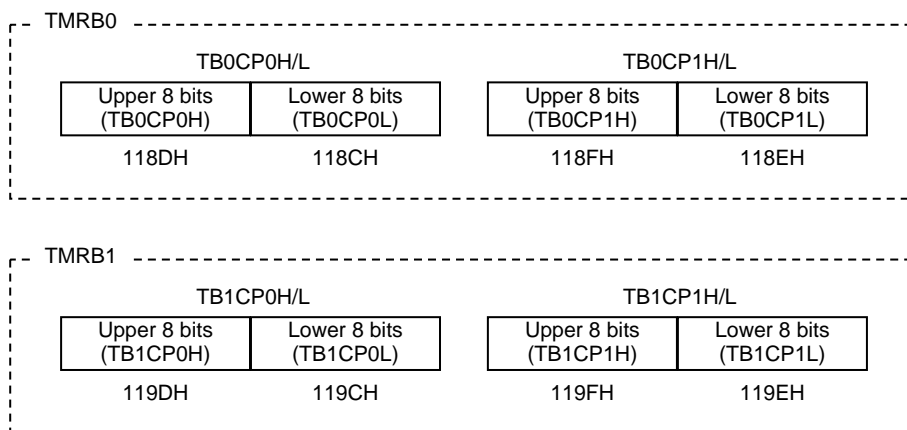 TMRB0
TB0CP0H/L TB0CP1H/L
Upper 8 bits Lower 8 bits Upper 8 bits Lower 8 bits
(TB0CP0H) (TB0CP0L) (TB0CP1H) (TB0CP1L)
118DH 118CH 118FH 118EH
TMRB1
TB1CP0H/L TB1CP1H/L
Upper 8 bits Lower 8 bits Upper 8 bits Lower 8 bits
(TB1CP0H) (TB1CP0L) (TB1CP1H) (TB1CP1L)
119DH 119CH 119FH 119EH